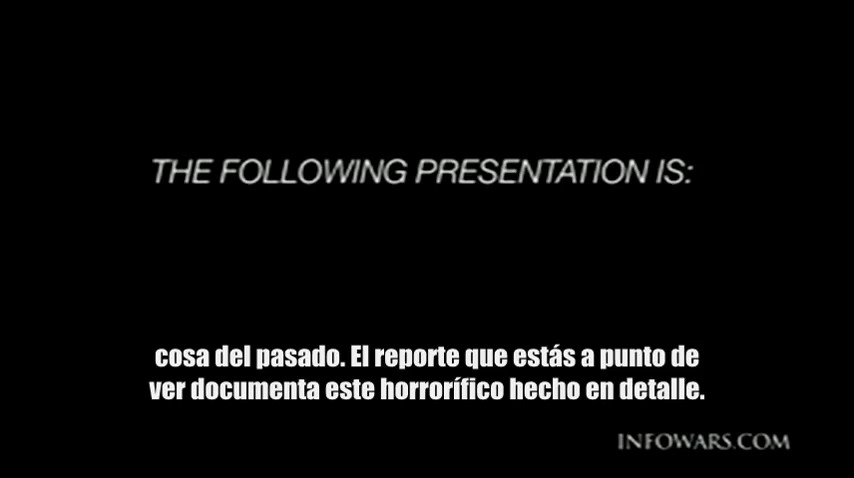 THE FOLLOWING PRESENTATION IS:
cosa del pasado. El reporte que estás a punto de
ver documenta este horrorífico hecho en detalle.
INFOWARS.COM